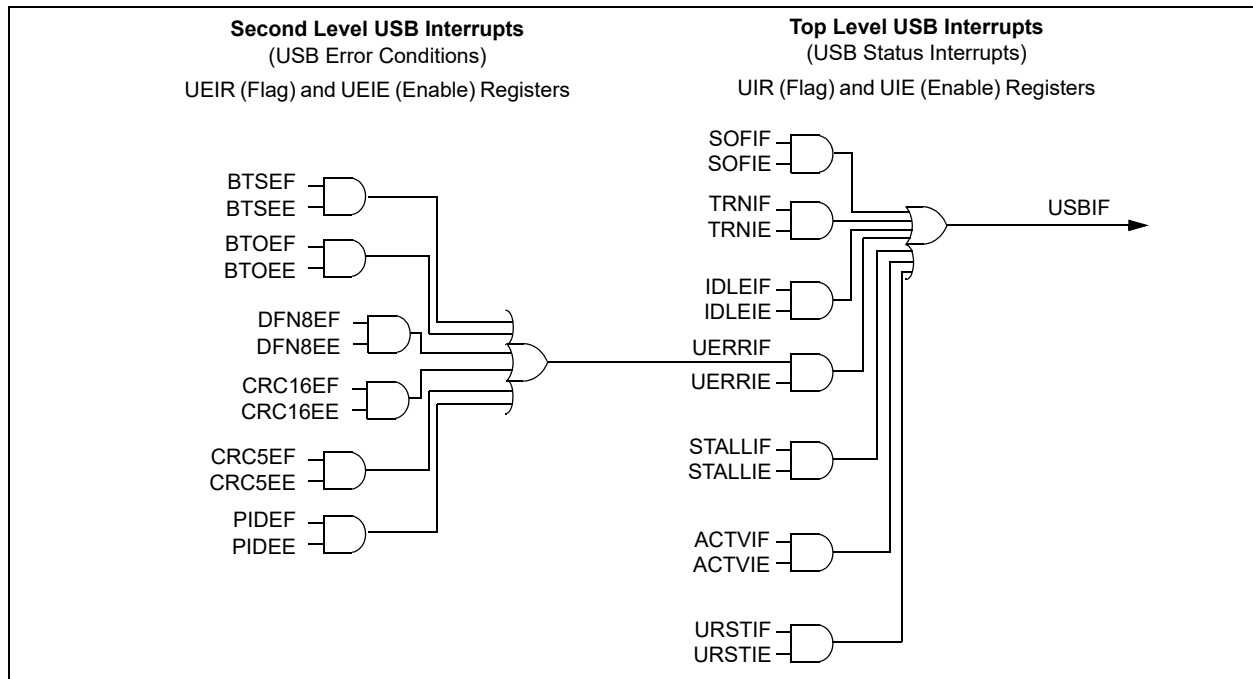 Second Level USB Interrupts
(USB Error Conditions)
UEIR (Flag) and UEIE (Enable) Registers
BTSEF
BTSEE
BTOEF
BTOEE
DFN8EF
DFN8EE
CRC16EF
CRC16EE
CRC5EF
CRC5EE
PIDEF
PIDEE
Top Level USB Interrupts
(USB Status Interrupts)
UIR (Flag) and UIE (Enable) Registers
SOFIF
SOFIE
TRNIF
TRNIE
IDLEIF
IDLEIE
UERRIF
UERRIE
STALLIF
STALLIE
ACTVIF
ACTVIE
URSTIF
URSTIE
USBIF